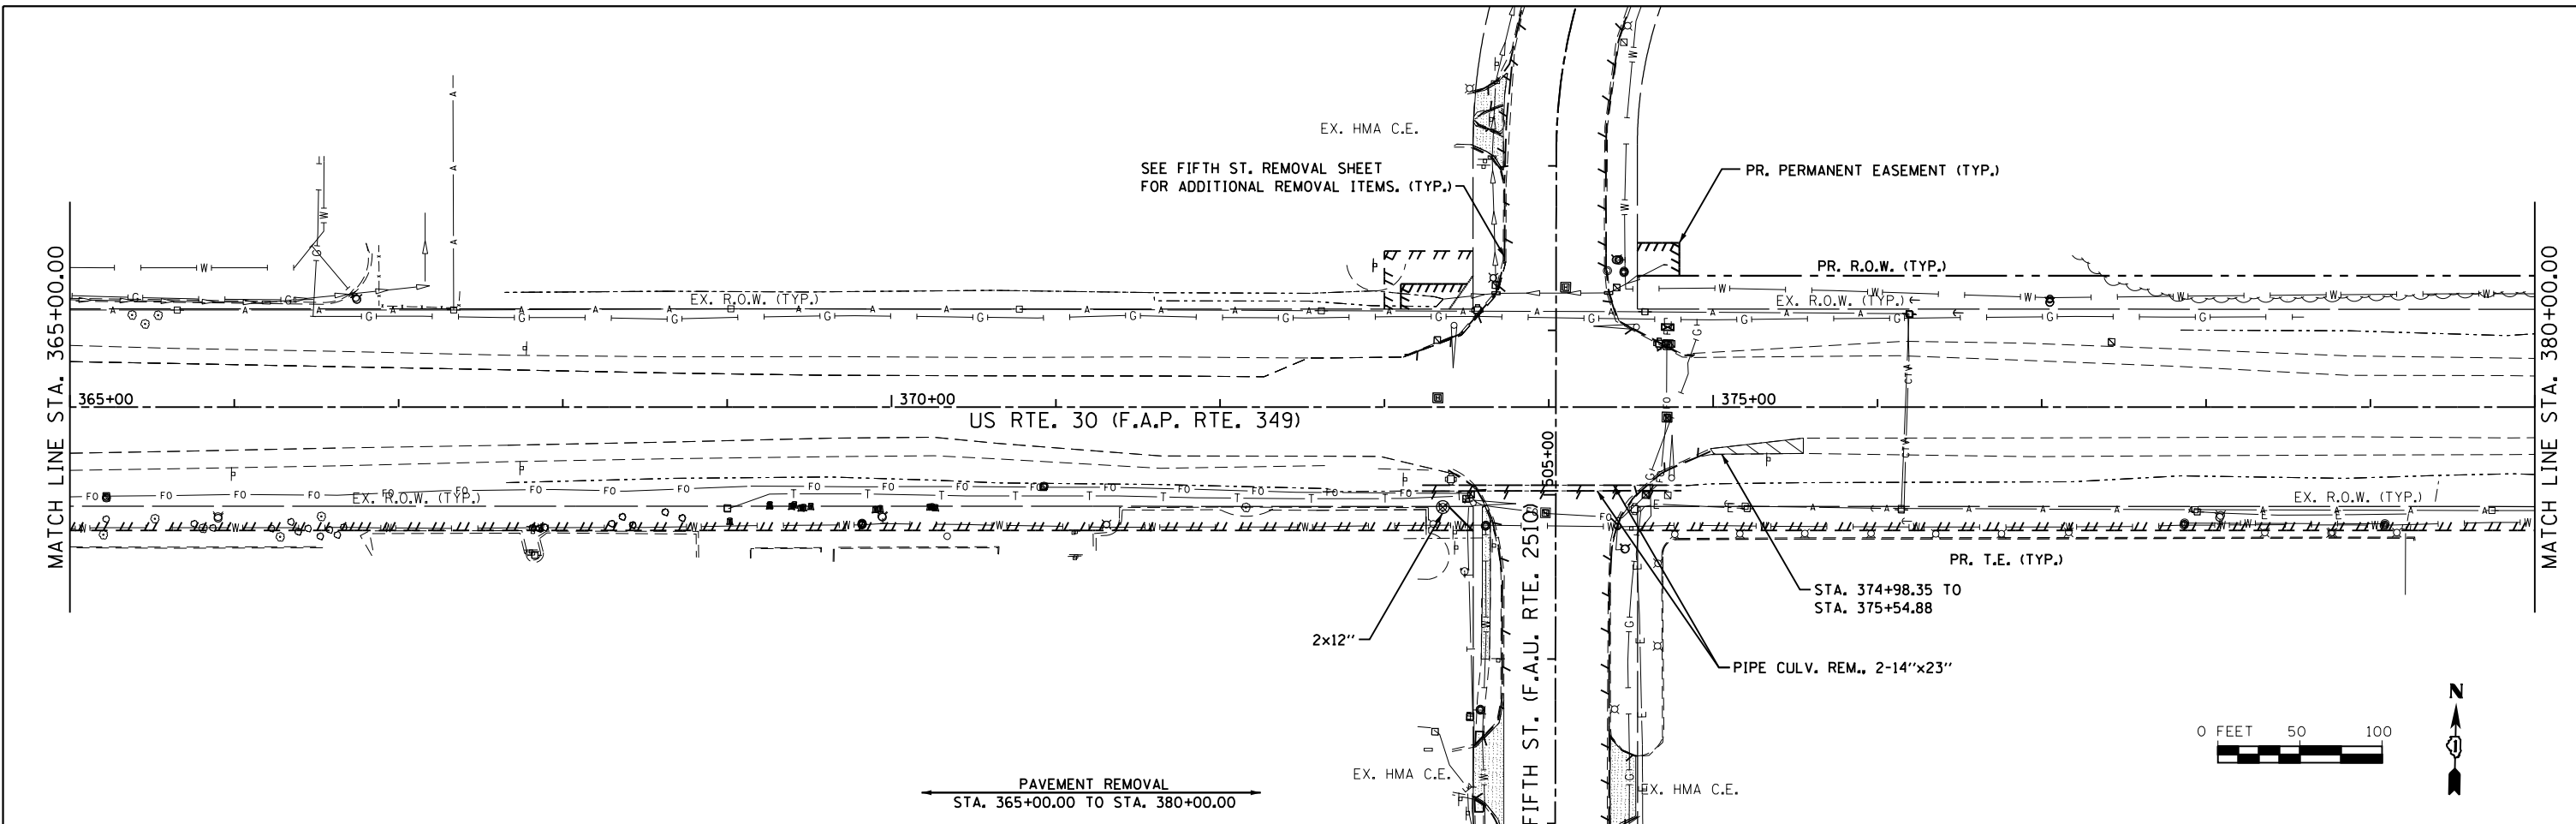 EX. HMA C.E.
SEE FIFTH ST. REMOVAL SHEET
FOR ADDITIONAL REMOVAL ITEMS. (TYP.)
PR. PERMANENT EASEMENT (TYP.)
PR. R.O.W. (TYP.)
EX. R.O.W. (TYP.)
EX. R.O.W. (TYP.)
MATCH LINE STA. 365+00.00
MATCH LINE STA. 380+00.00
365+00
370+00
375+00
US RTE. 30 (F.A.P. RTE. 349)
505+00
FIFTH ST. (F.A.U. RTE. 2510)
EX. R.O.W. (TYP.)
EX. R.O.W. (TYP.)
PR. T.E. (TYP.)
STA. 374+98.35 TO
STA. 375+54.88
2x12''
PIPE CULV. REM., 2-14''x23''
EX. HMA C.E.
EX. HMA C.E.
PAVEMENT REMOVAL
STA. 365+00.00 TO STA. 380+00.00
0 FEET 50 100
N